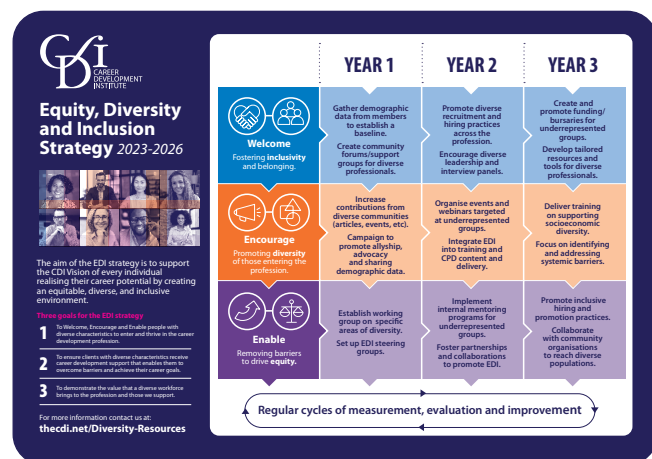 CDI
CAREER
DEVELOPMENT
INSTITUTE
Equity, Diversity
and Inclusion
Strategy 2023-2026
The aim of the EDI strategy is to support
the CDI Vision of every individual
realising their career potential by creating
an equitable, diverse, and inclusive
environment.
Three goals for the EDI strategy
1
To Welcome, Encourage and Enable people with
diverse characteristics to enter and thrive in the career
development profession.
2
To ensure clients with diverse characteristics receive
career development support that enables them to
overcome barriers and achieve their career goals.
3
To demonstrate the value that a diverse workforce
brings to the profession and those we support.
For more information contact us at:
thecdi.net/Diversity-Resources
YEAR 1
YEAR 2
YEAR 3
Welcome
Fostering inclusivity
and belonging.
Gather demographic
data from members
to establish a
baseline.
Create community
forums/support
groups for diverse
professionals.
Promote diverse
recruitment and
hiring practices
across the
profession.
Encourage diverse
leadership and
interview panels.
Create and
promote funding/
bursaries for
underrepresented
groups.
Develop tailored
resources and
tools for diverse
professionals.
Encourage
Promoting diversity
of those entering the
profession.
Increase
contributions from
diverse communities
(articles, events, etc).
Campaign to
promote allyship,
advocacy
and sharing
demographic data.
Organise events and
webinars targeted
at underrepresented
groups.
Integrate EDI
into training and
CPD content and
delivery.
Deliver training
on supporting
socioeconomic
diversity.
Focus on identifying
and addressing
systemic barriers.
Enable
Removing barriers
to drive equity.
Establish working
group on specific
areas of diversity.
Set up EDI steering
groups.
Implement
internal mentoring
programs for
underrepresented
groups.
Foster partnerships
and collaborations
to promote EDI.
Promote inclusive
hiring and
promotion practices.
Collaborate
with community
organisations
to reach diverse
populations.
Regular cycles of measurement, evaluation and improvement